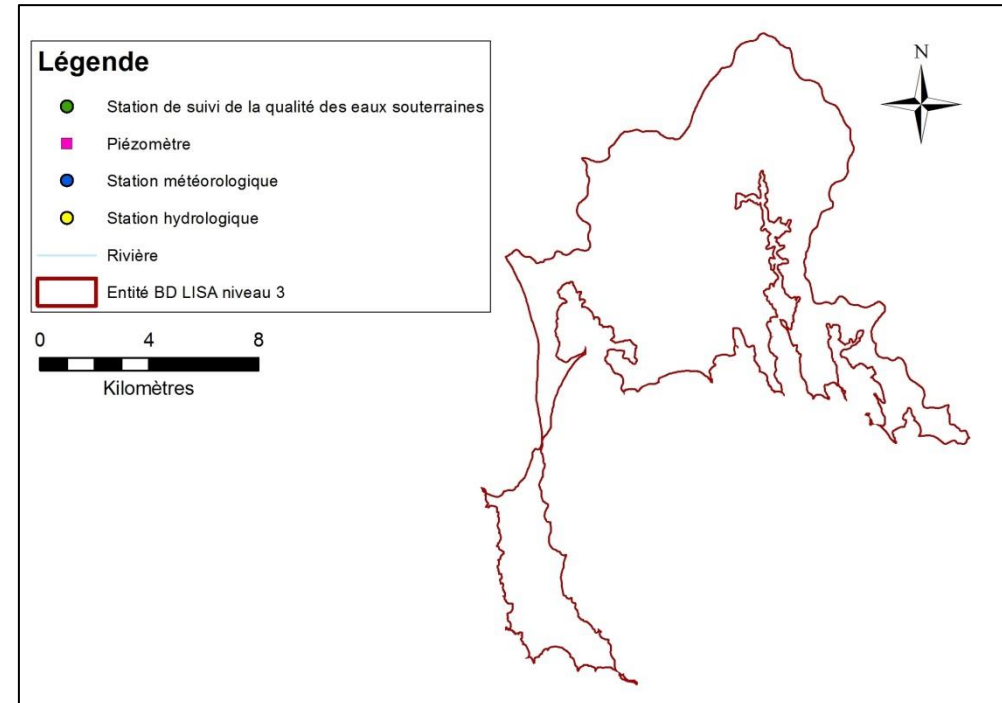 Légende
Station de suivi de la qualité des eaux souterraines
Piézomètre
Station météorologique
Station hydrologique
Rivière
Entité BD LISA niveau 3
N
0 4 8
Kilomètres